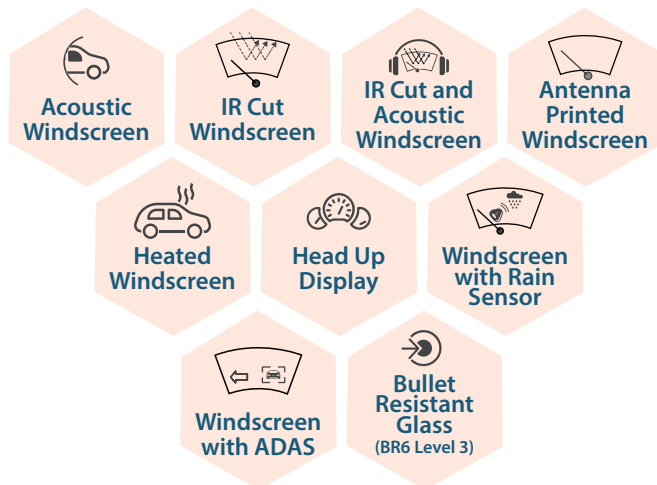 Acoustic
Windscreen
IR Cut
Windscreen
IR Cut and
Acoustic
Windscreen
Antenna
Printed
Windscreen
Heated
Windscreen
Head Up
Display
Windscreen
with Rain
Sensor
Windscreen
with ADAS
Bullet
Resistant
Glass
(BR6 Level 3)